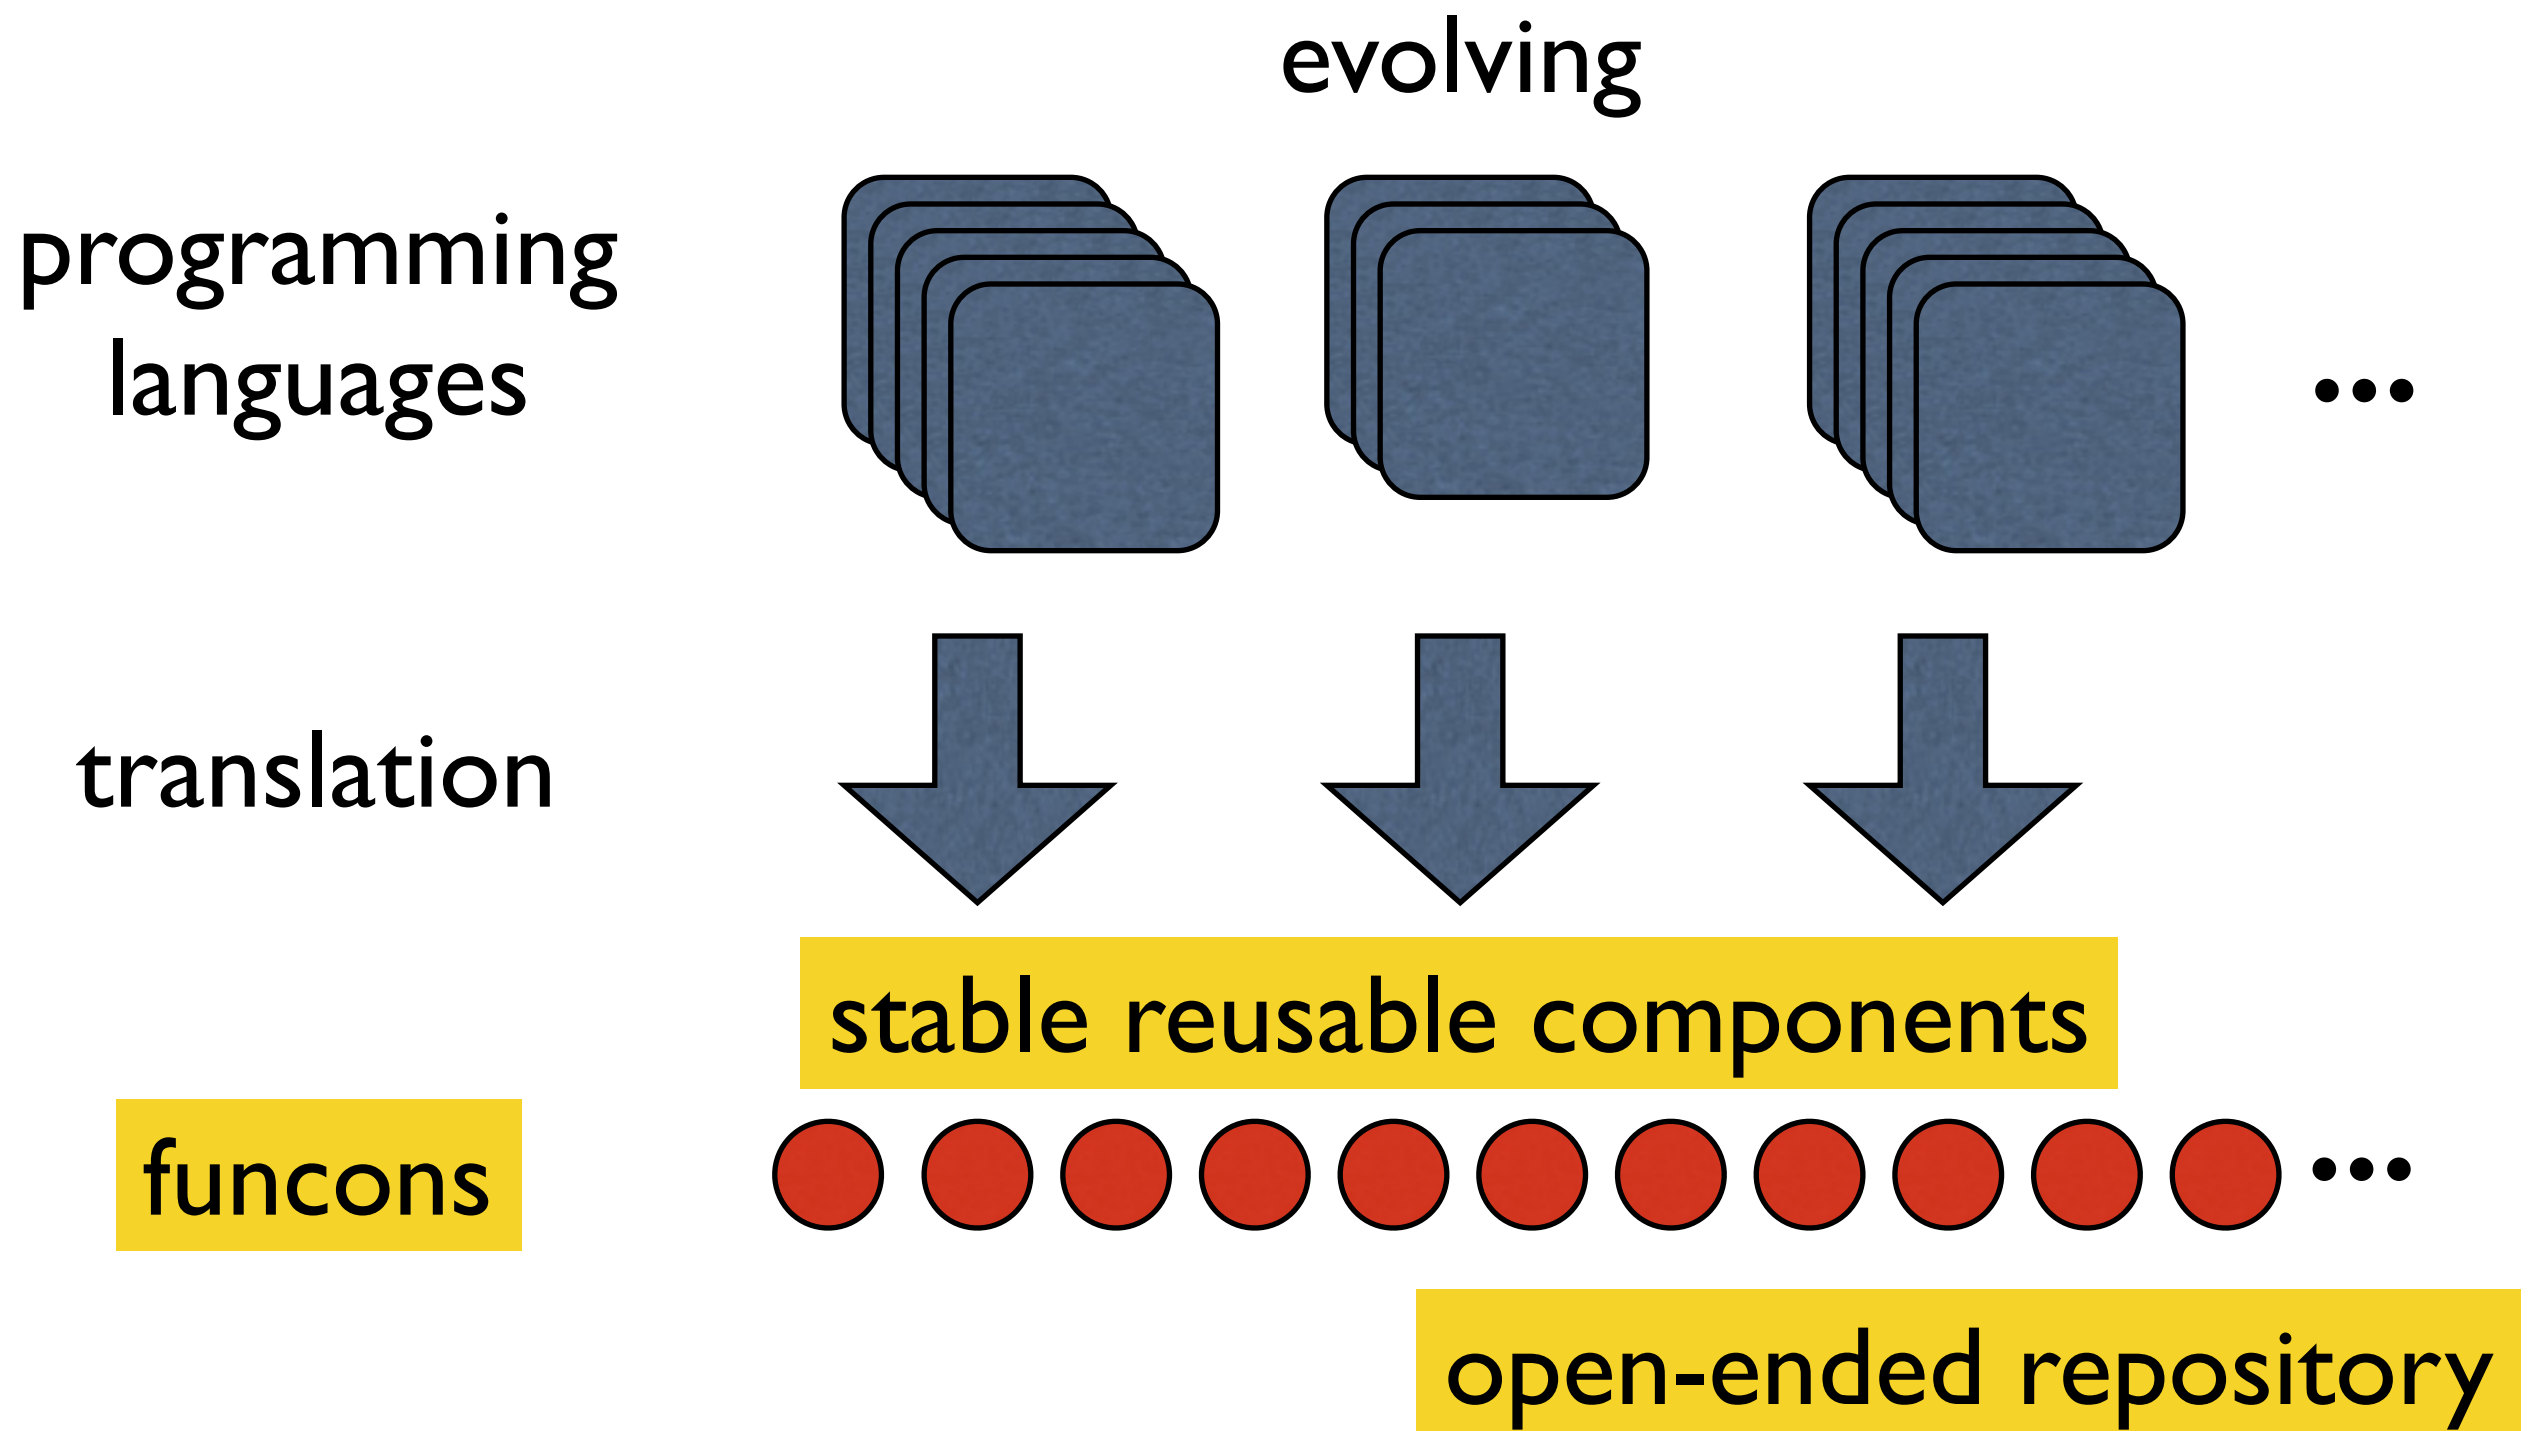 evolving
programming
languages
...
translation
stable reusable components
funcons
...
open-ended repository